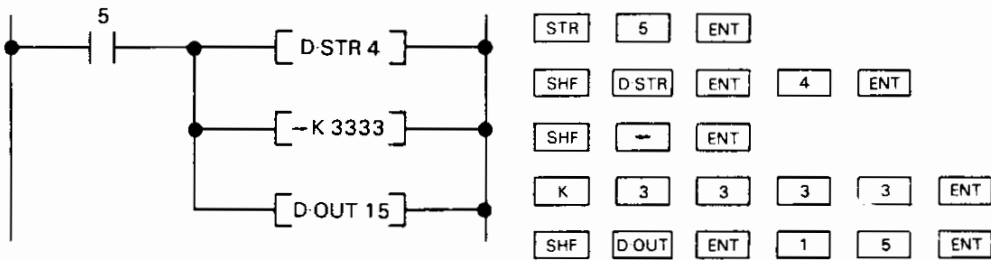 5
D·STR 4
→K 3333
D·OUT 15
STR 5 ENT
SHF D·STR ENT 4 ENT
SHF - ENT
K 3 3 3 3 ENT
SHF D·OUT ENT 1 5 ENT